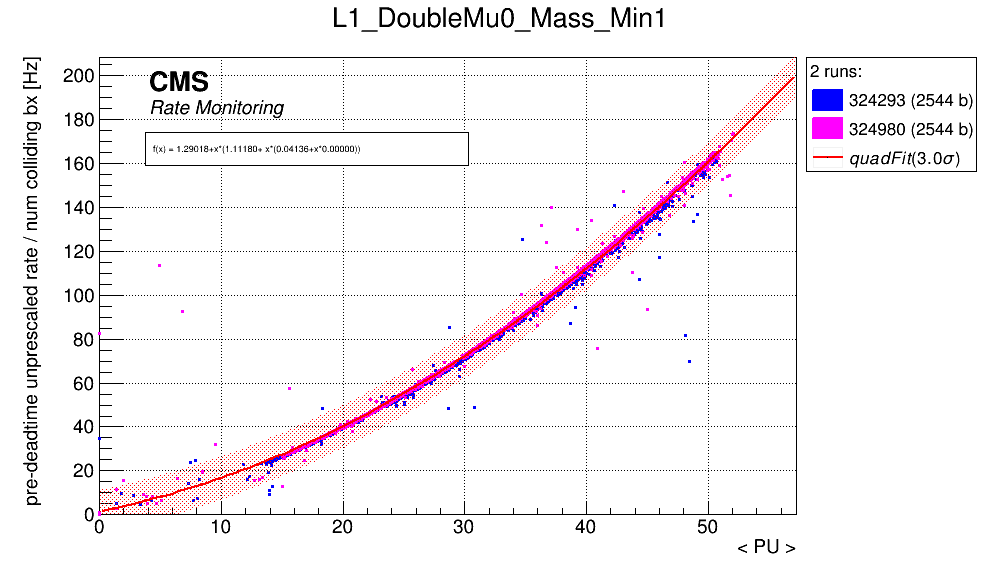 L1_DoubleMu0_Mass_Min1
pre-deadtime unprescaled rate / num colliding bx [Hz]
CMS
Rate Monitoring
f(x) = 1.29018+x*(1.11180+ x*(0.04136+x*0.00000))
200
180
160
140
120
100
80
60
40
20
0
0 10 20 30 40 50
< PU >
2 runs:
324293 (2544 b)
324980 (2544 b)
quadFit(3.0σ)